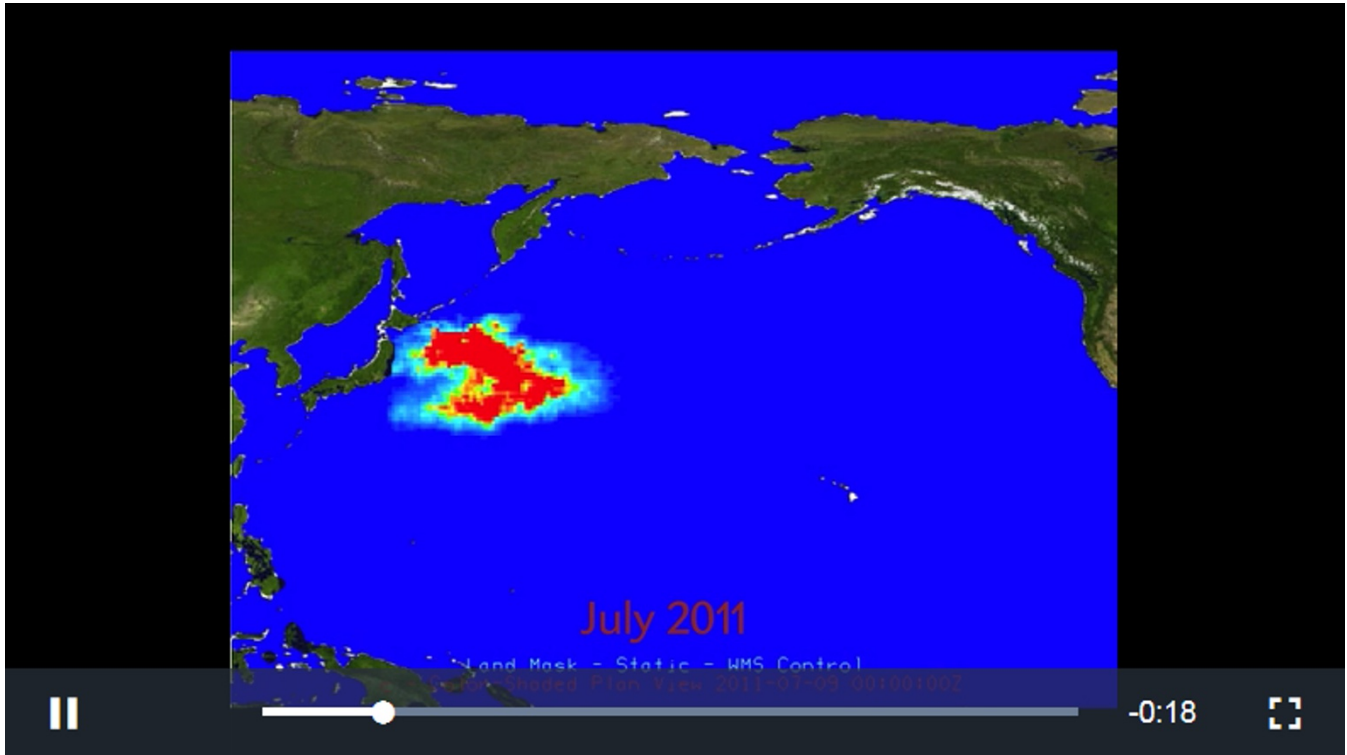 July 2011
Land Mask - Static - WMS Control
-Shaded Plan View 2011-07-09 00:00:00Z
-0:18